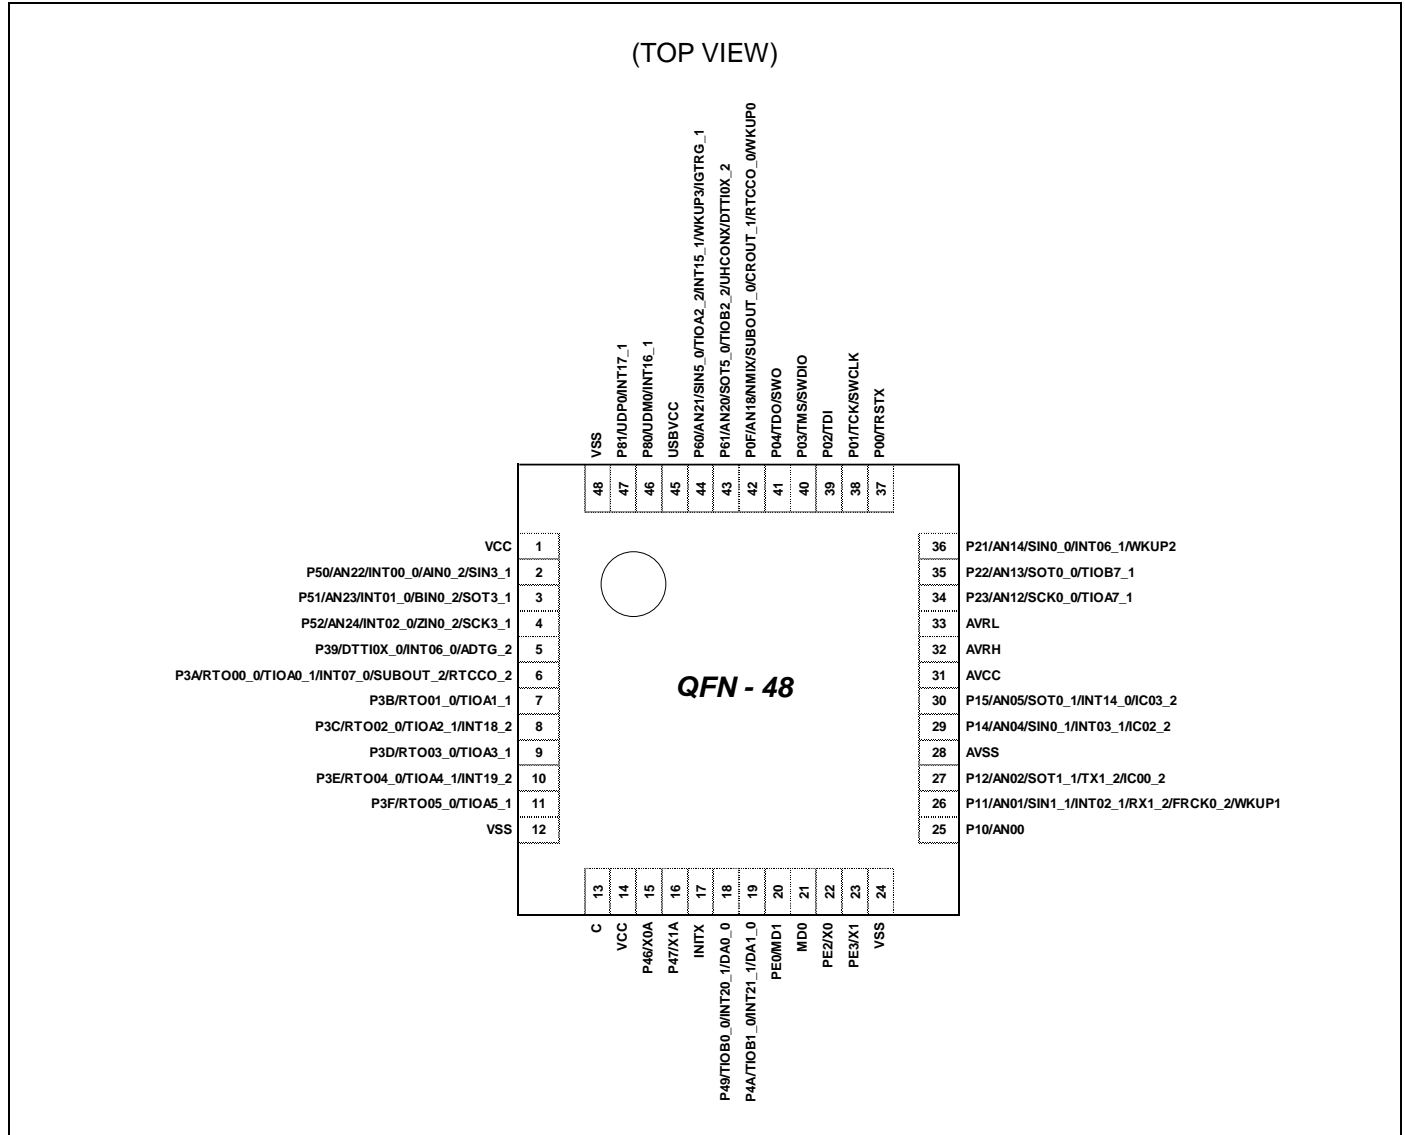 (TOP VIEW)
VSS
P81/UDP0/INT17_1
P80/UDM0/INT16_1
USBVCC
P60/AN21/SIN5_0/TIOA2_2/INT15_1/WKUP3/IGTRG_1
P61/AN20/SOT5_0/TIOB2_2/UHCONX/DTTI0X_2
P0F/AN18/NMIX/SUBOUT_0/CROUT_1/RTCCO_0/WKUP0
P04/TDO/SWO
P03/TMS/SWDIO
P02/TDI
P01/TCK/SWCLK
P00/TRSTX
48 47 46 45 44 43 42 41 40 39 38 37
VCC 1
P50/AN22/INT00_0/AIN0_2/SIN3_1 2
P51/AN23/INT01_0/BIN0_2/SOT3_1 3
P52/AN24/INT02_0/ZIN0_2/SCK3_1 4
P39/DTTI0X_0/INT06_0/ADTG_2 5
P3A/RTO00_0/TIOA0_1/INT07_0/SUBOUT_2/RTCCO_2 6
P3B/RTO01_0/TIOA1_1 7
P3C/RTO02_0/TIOA2_1/INT18_2 8
P3D/RTO03_0/TIOA3_1 9
P3E/RTO04_0/TIOA4_1/INT19_2 10
P3F/RTO05_0/TIOA5_1 11
VSS 12
QFN - 48
36 P21/AN14/SIN0_0/INT06_1/WKUP2
35 P22/AN13/SOT0_0/TIOB7_1
34 P23/AN12/SCK0_0/TIOA7_1
33 AVRL
32 AVRH
31 AVCC
30 P15/AN05/SOT0_1/INT14_0/IC03_2
29 P14/AN04/SIN0_1/INT03_1/IC02_2
28 AVSS
27 P12/AN02/SOT1_1/TX1_2/IC00_2
26 P11/AN01/SIN1_1/INT02_1/RX1_2/FRCK0_2/WKUP1
25 P10/AN00
13 14 15 16 17 18 19 20 21 22 23 24
C
VCC
P46/X0A
P47/X1A
INITX
P49/TIOB0_0/INT20_1/DA0_0
P4A/TIOB1_0/INT21_1/DA1_0
PE0/MD1
MD0
PE2/X0
PE3/X1
VSS